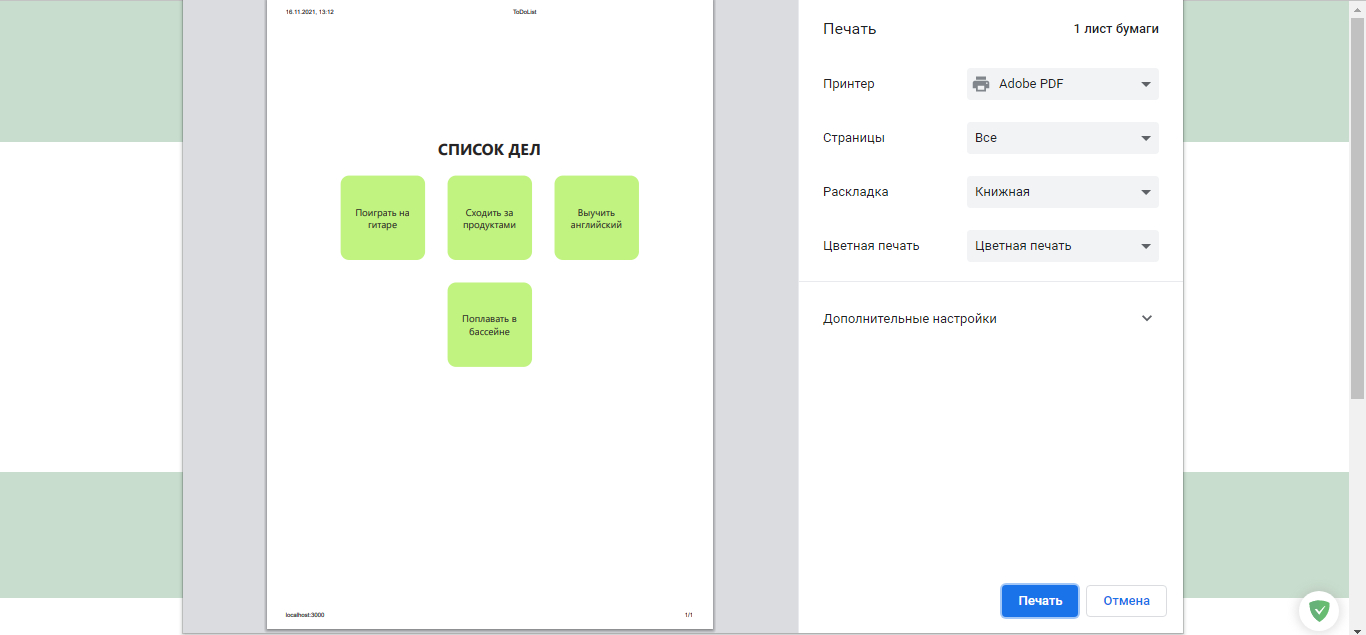 16.11.2021, 13:12
ToDoList
СПИСОК ДЕЛ
Поиграть на
гитаре
Сходить за
продуктами
Выучить
английский
Поплавать в
бассейне
localhost:3000
1/1
Печать
1 лист бумаги
Принтер
Adobe PDF
Страницы
Все
Раскладка
Книжная
Цветная печать
Цветная печать
Дополнительные настройки
Печать
Отмена